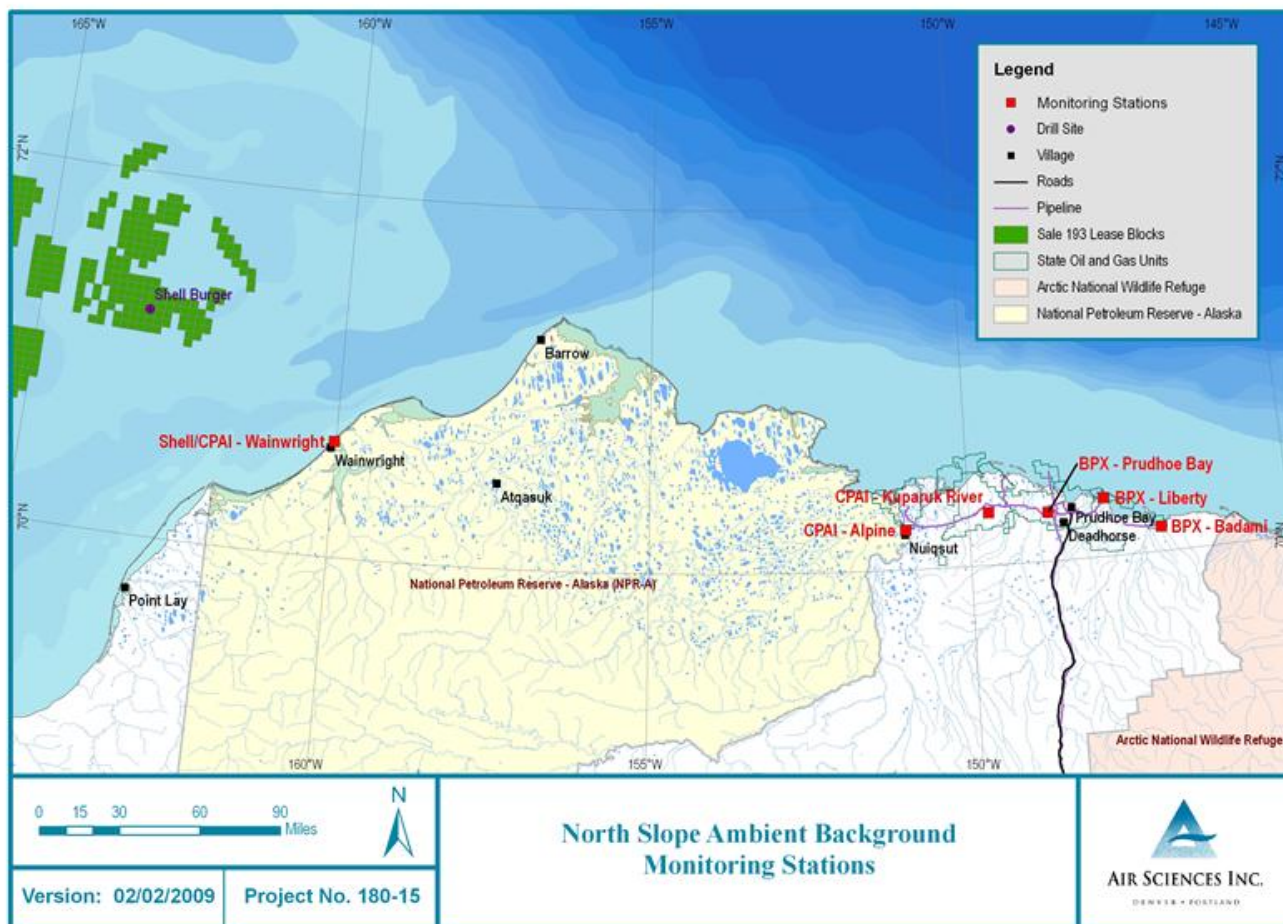 165°W 160°W 155°W 150°W 145°W
72°N
72°N
70°N
70°N
Legend
Monitoring Stations
Drill Site
Village
Roads
Pipeline
Sale 193 Lease Blocks
State Oil and Gas Units
Arctic National Wildlife Refuge
National Petroleum Reserve - Alaska
Shell Burger
Barrow
Shell/CPAI - Wainwright
Wainwright
Atqasuk
BPX - Prudhoe Bay
CPAI - Kuparuk River
BPX - Liberty
Prudhoe Bay
CPAI - Alpine
Deadhorse
BPX - Badami
Nuiqsut
National Petroleum Reserve - Alaska (NPR-A)
Point Lay
Arctic National Wildlife Refuge
160°W 155°W 150°W
0 15 30 60 90
Miles
N
North Slope Ambient Background
Monitoring Stations
Version: 02/02/2009
Project No. 180-15
AIR SCIENCES INC.
DENVER • PORTLAND